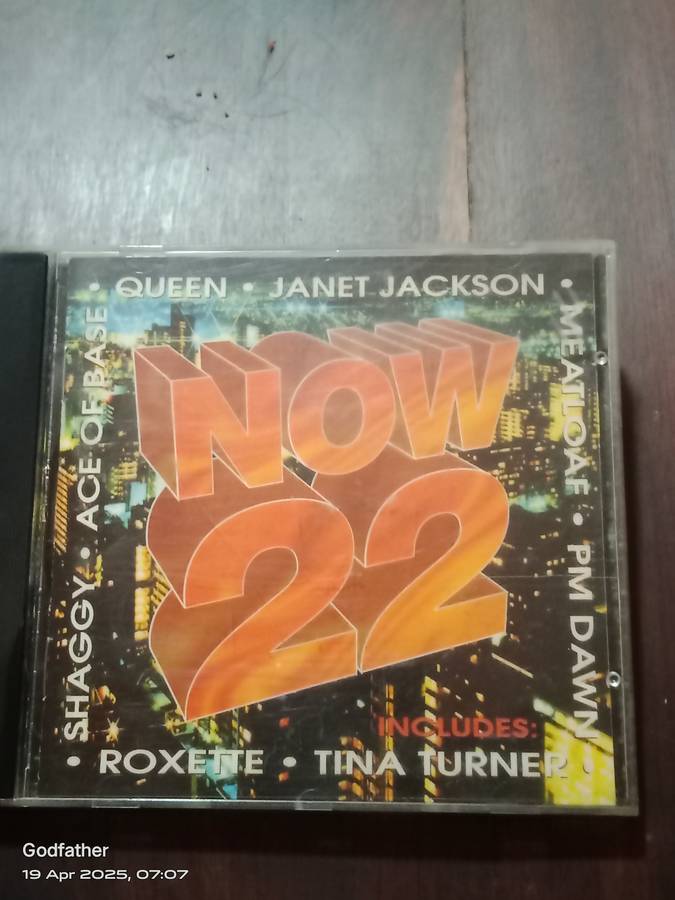 • QUEEN • JANET JACKSON •
MEATLOAF • PM DAWN
SHAGGY • ACE OF BASE
NOW
22
INCLUDES:
• ROXETTE • TINA TURNER •
Godfather
19 Apr 2025, 07:07